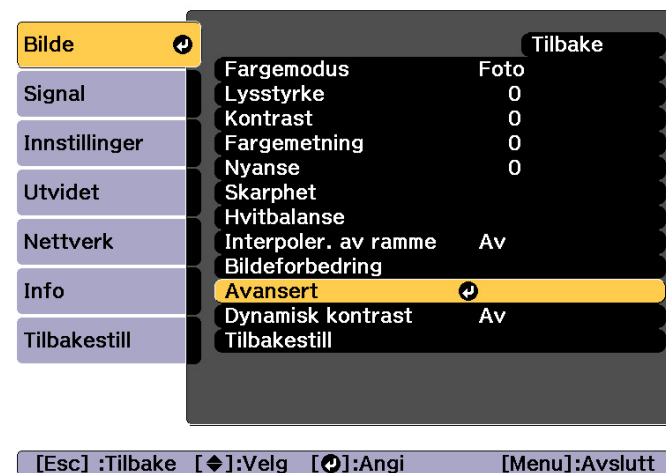 Bilde
Signal
Innstillinger
Utvidet
Nettverk
Info
Tilbakestill
Tilbake
Fargemodus Foto
Lysstyrke 0
Kontrast 0
Fargemetning 0
Nyanse 0
Skarphet
Hvitbalanse
Interpoler. av ramme Av
Bildeforbedring
Avansert
Dynamisk kontrast Av
Tilbakestill
[Esc] :Tilbake [◆]:Velg [↵]:Angi [Menu]:Avslutt